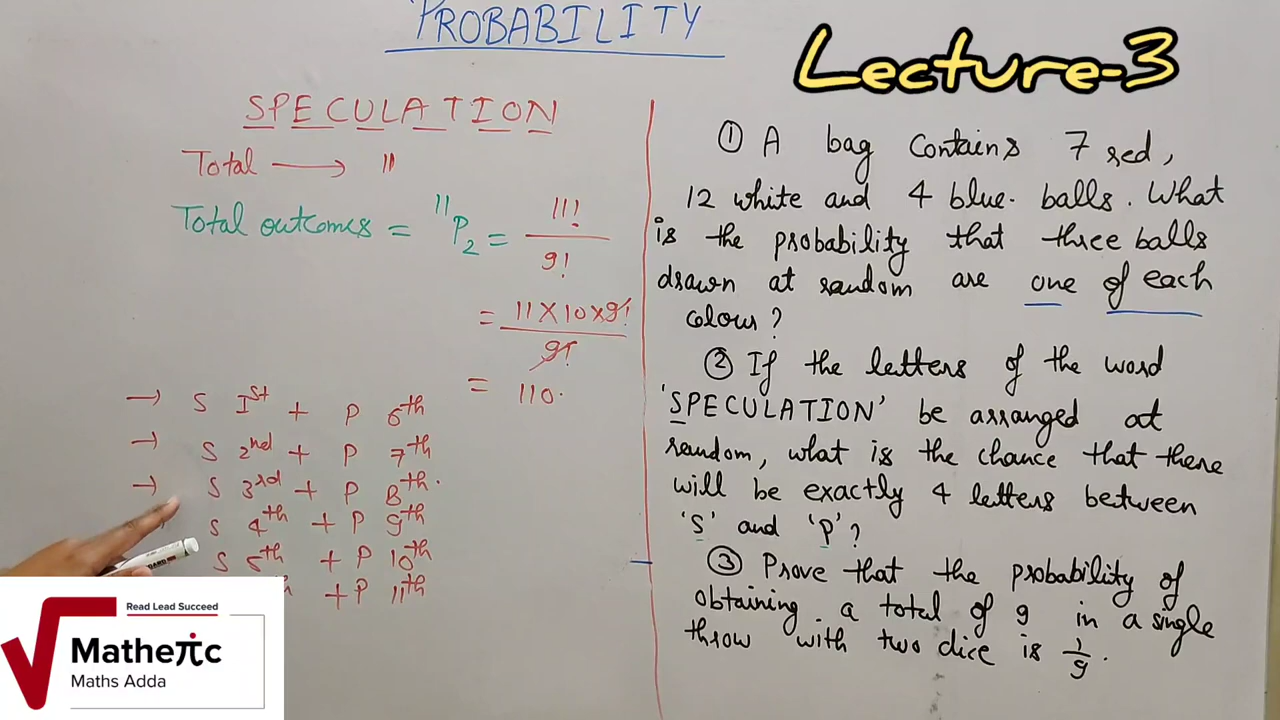 PROBABILITY
Lecture-3
SPECULATION
Total → 11
Total outcomes = ¹¹P₂ = 11!/9!
= 11 X 10 x 9!/9!
= 110.
→ S 1st + P 6th
→ S 2nd + P 7th
→ S 3rd + P 8th.
S 4th + P 9th
S 5th + P 10th
th + P 11th
① A bag contains 7 red,
12 white and 4 blue. balls. What
is the probability that three balls
drawn at random are one of each
colour?
② If the letters of the word
'SPECULATION' be arranged at
random, what is the chance that there
will be exactly 4 letters between
'S' and 'P'?
③ Prove that the probability of
obtaining a total of 9 in a single
throw with two dice is 1/9.
Read Lead Succeed
Matheπc
Maths Adda